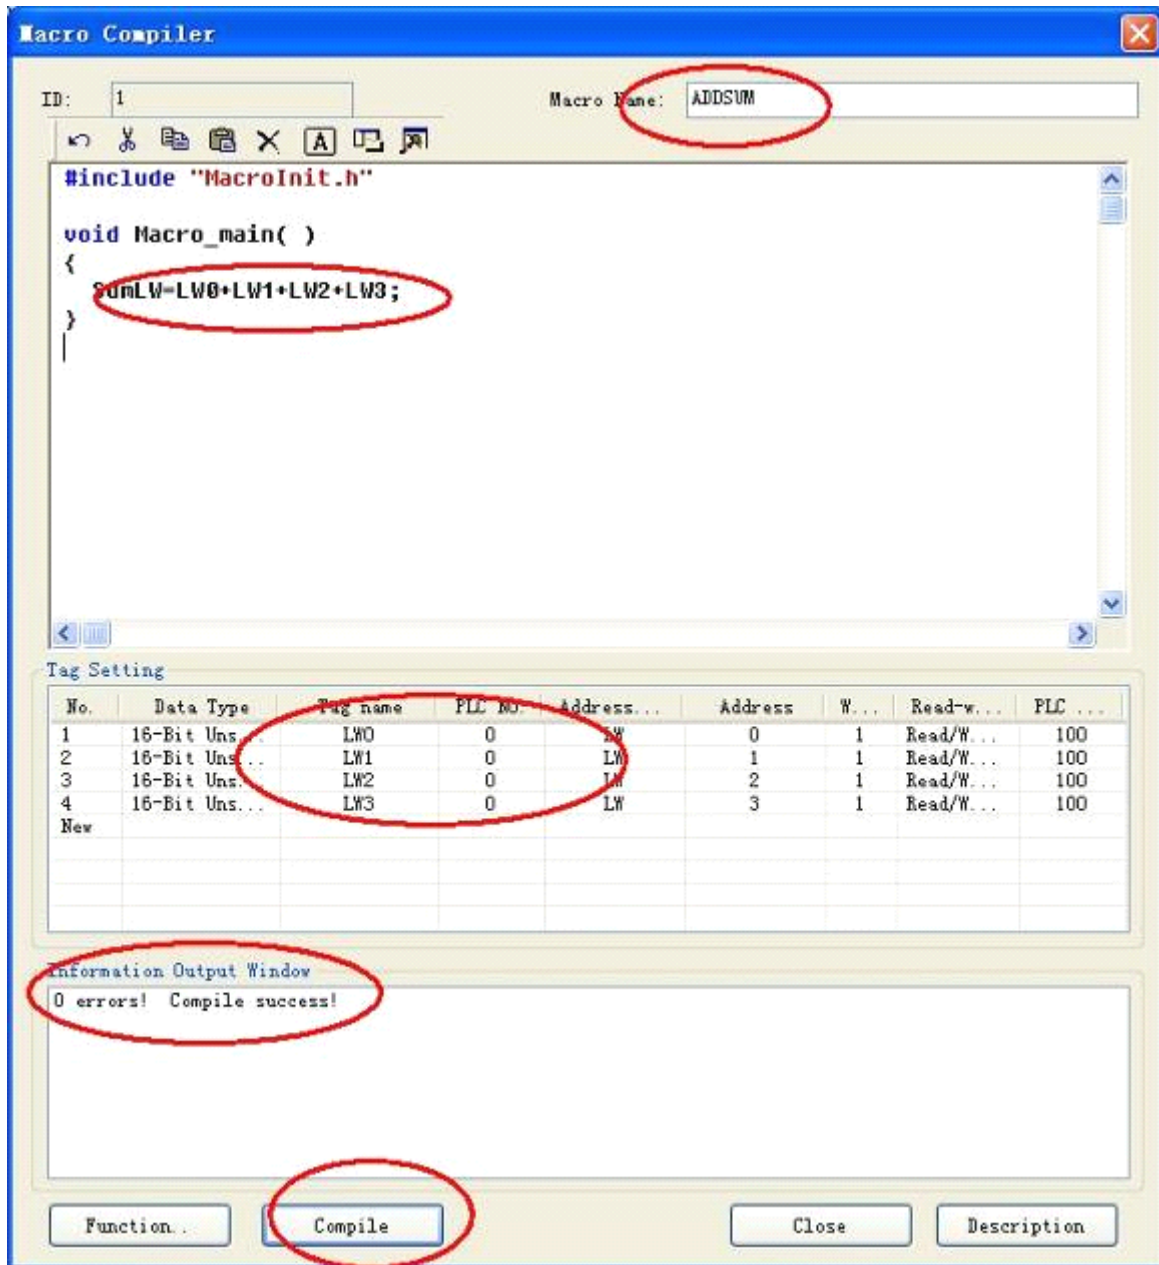 Macro Compiler
ID: 1 Macro Name: ADDSUM
A
#include "MacroInit.h"
void Macro_main( )
{
SumLW=LW0+LW1+LW2+LW3;
}
Tag Setting
No. Data Type Tag name PLC NO. Address... Address W... Read-w... PLC ...
1 16-Bit Uns... LW0 0 LW 0 1 Read/W... 100
2 16-Bit Uns... LW1 0 LW 1 1 Read/W... 100
3 16-Bit Uns... LW2 0 LW 2 1 Read/W... 100
4 16-Bit Uns... LW3 0 LW 3 1 Read/W... 100
New
Information Output Window
0 errors! Compile success!
Function.. Compile Close Description